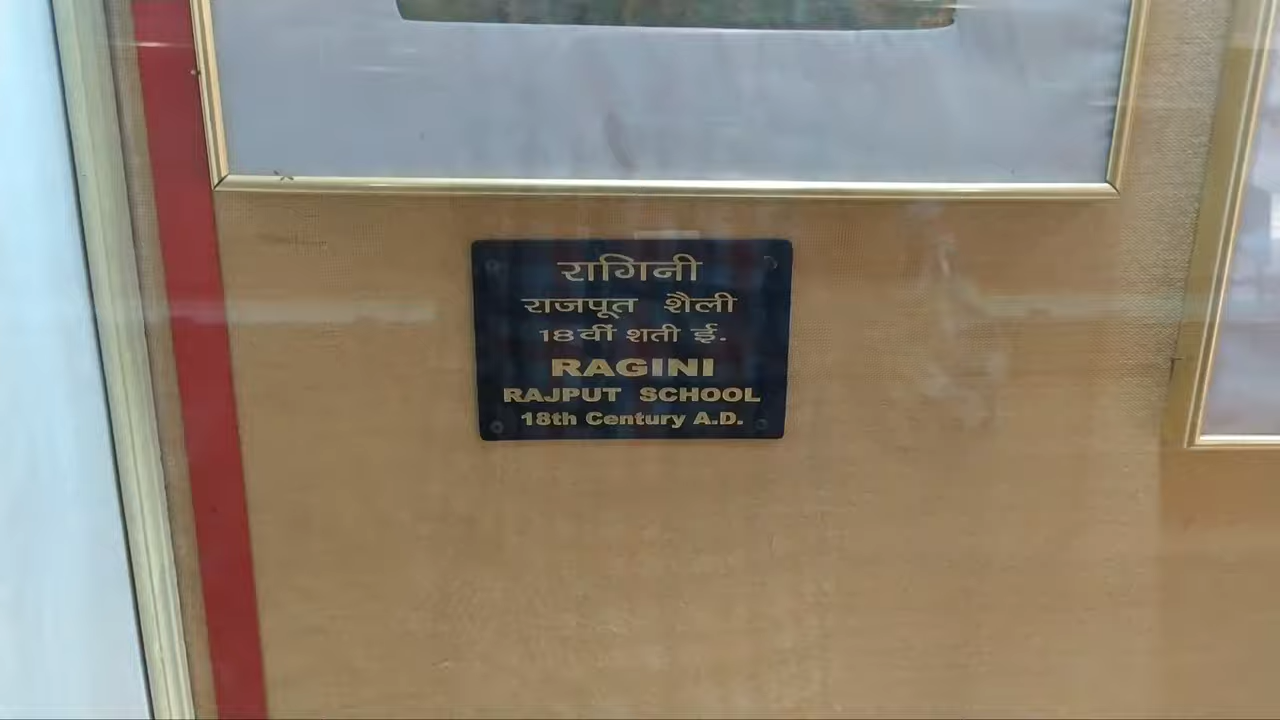 रागिनी
राजपूत शैली
18वीं शती ई.
RAGINI
RAJPUT SCHOOL
18th Century A.D.